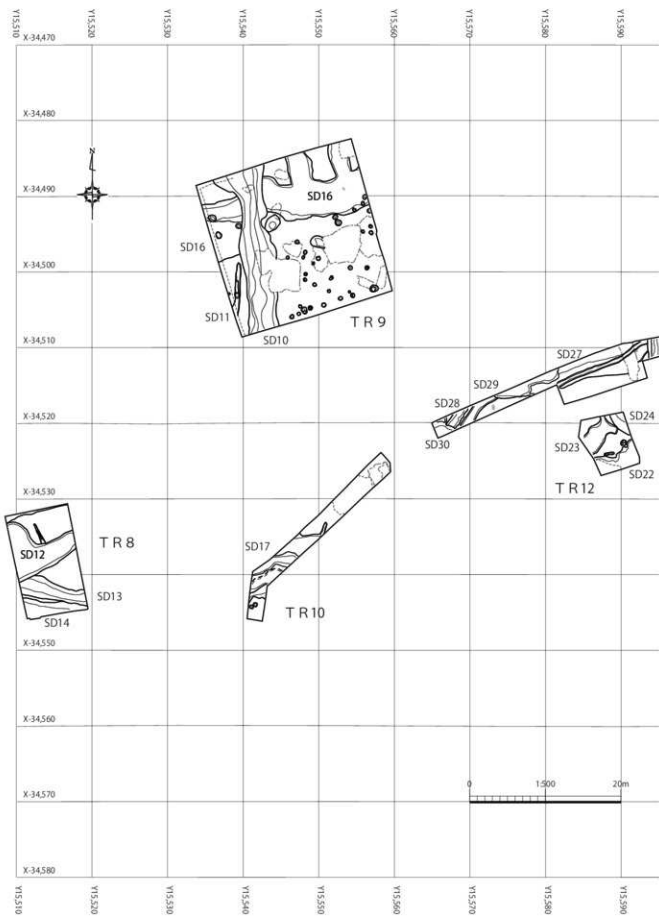 Y15,510
Y15,520
Y15,530
Y15,540
Y15,550
Y15,560
Y15,570
Y15,580
Y15,590
X-34,470
X-34,480
N
X-34,490
SD16
SD16
X-34,500
SD11
SD10
TR9
X-34,510
SD27
SD29
SD28
SD30
X-34,520
SD24
SD23
SD22
TR12
X-34,530
TR8
SD12
SD17
X-34,540
SD13
SD14
TR10
X-34,550
X-34,560
0
1:500
20m
X-34,570
X-34,580
Y15,510
Y15,520
Y15,530
Y15,540
Y15,550
Y15,560
Y15,570
Y15,580
Y15,590